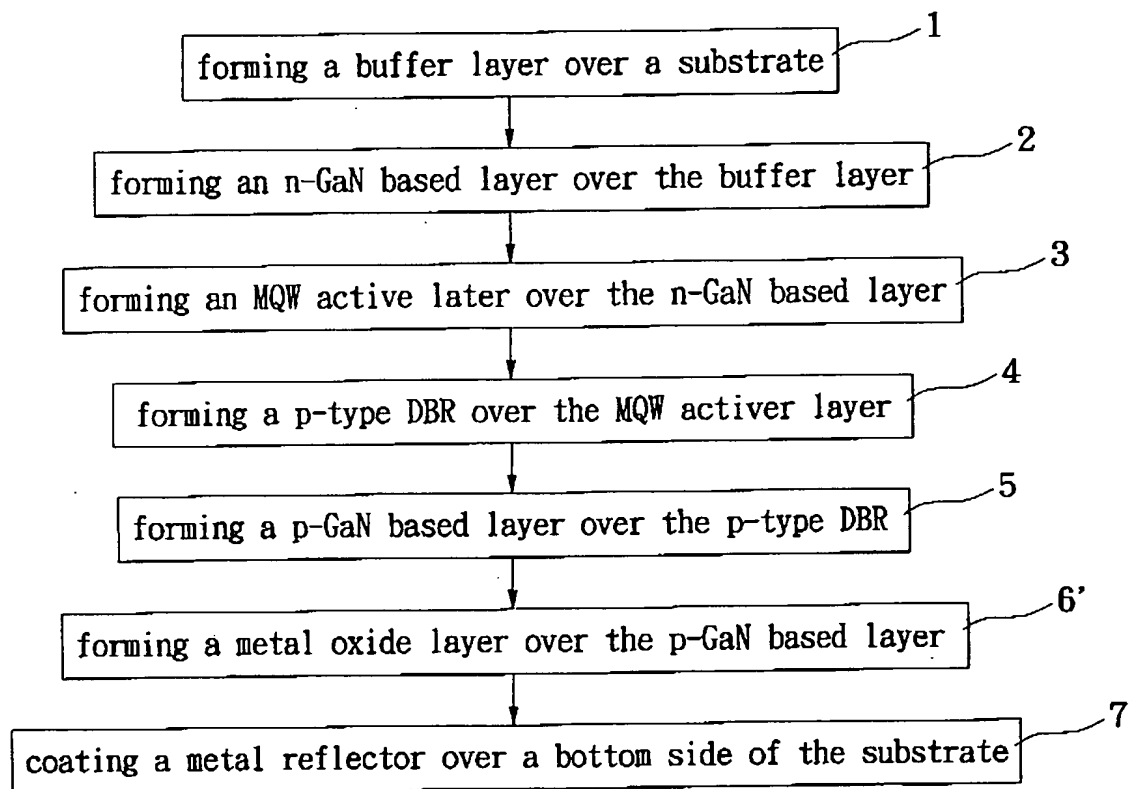 forming a buffer layer over a substrate 1
forming an n-GaN based layer over the buffer layer 2
forming an MQW active later over the n-GaN based layer 3
forming a p-type DBR over the MQW activer layer 4
forming a p-GaN based layer over the p-type DBR 5
forming a metal oxide layer over the p-GaN based layer 6'
coating a metal reflector over a bottom side of the substrate 7